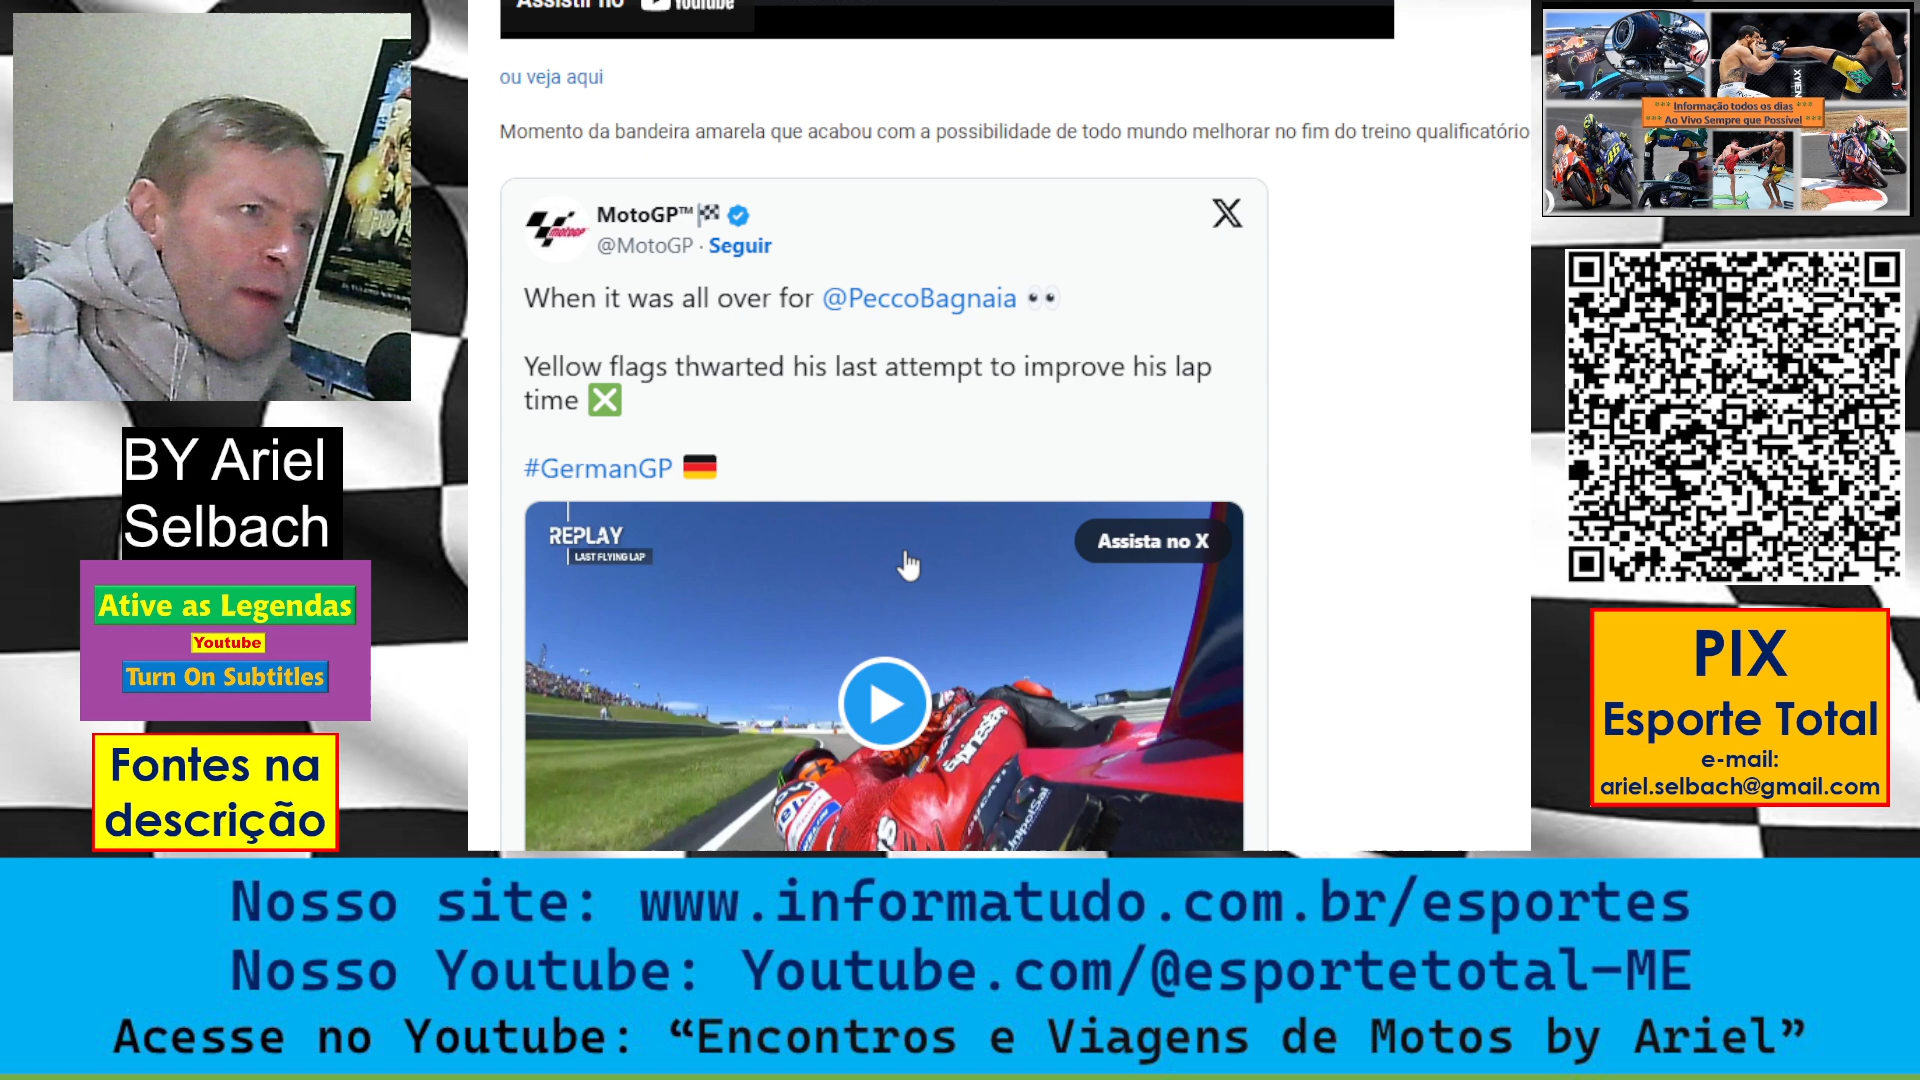 Assistir no YouTube
ou veja aqui
Momento da bandeira amarela que acabou com a possibilidade de todo mundo melhorar no fim do treino qualificatório
MotoGP™🏁
@MotoGP · Seguir
When it was all over for @PeccoBagnaia 👀
Yellow flags thwarted his last attempt to improve his lap
time ❎
#GermanGP 🇩🇪
REPLAY
LAST FLYING LAP
Assista no X
BY Ariel
Selbach
Ative as Legendas
Youtube
Turn On Subtitles
Fontes na
descrição
*** Informação todos os dias ***
*** Ao Vivo Sempre que Possível ***
PIX
Esporte Total
e-mail:
ariel.selbach@gmail.com
Nosso site: www.informatudo.com.br/esportes
Nosso Youtube: Youtube.com/@esportetotal-ME
Acesse no Youtube: “Encontros e Viagens de Motos by Ariel”